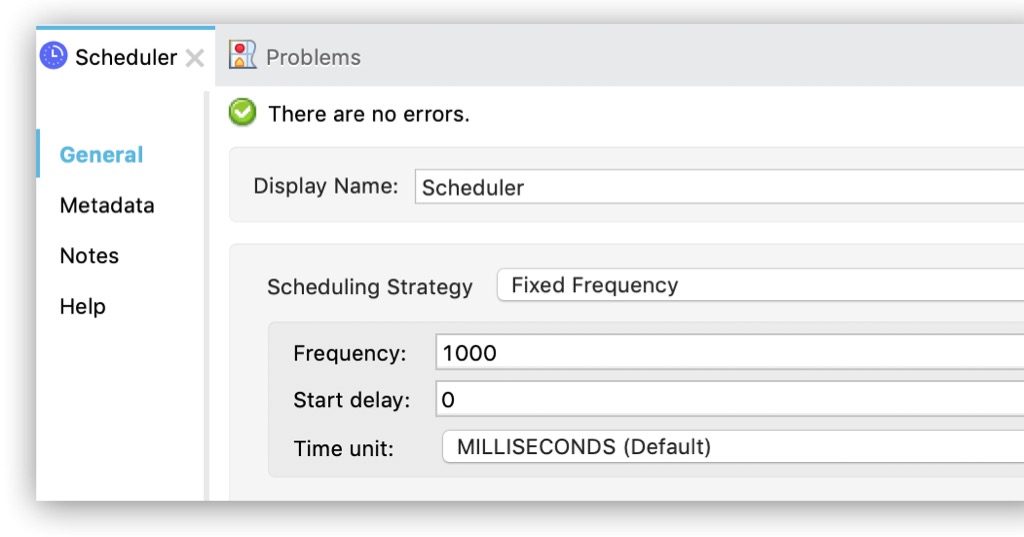 Scheduler
Problems
General
Metadata
Notes
Help
There are no errors.
Display Name: Scheduler
Scheduling Strategy Fixed Frequency
Frequency: 1000
Start delay: 0
Time unit: MILLISECONDS (Default)